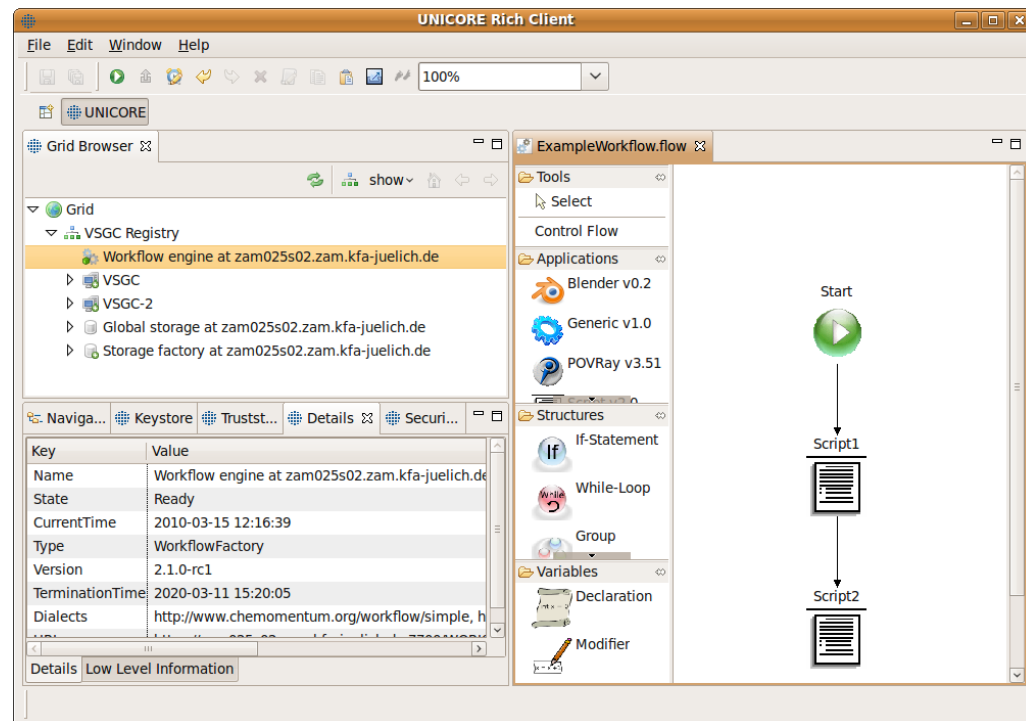 UNICORE Rich Client
File Edit Window Help
100%
UNICORE
Grid Browser
show
Grid
VSGC Registry
Workflow engine at zam025s02.zam.kfa-juelich.de
VSGC
VSGC-2
Global storage at zam025s02.zam.kfa-juelich.de
Storage factory at zam025s02.zam.kfa-juelich.de
Naviga... Keystore Trustst... Details Securi...
Key Value
Name Workflow engine at zam025s02.zam.kfa-juelich.de
State Ready
CurrentTime 2010-03-15 12:16:39
Type WorkflowFactory
Version 2.1.0-rc1
TerminationTime 2020-03-11 15:20:05
Dialects http://www.chemomentum.org/workflow/simple, h
Details Low Level Information
ExampleWorkflow.flow
Tools
Select
Control Flow
Applications
Blender v0.2
Generic v1.0
POVRay v3.51
Structures
If
If-Statement
While
While-Loop
Group
Variables
Declaration
Modifier
Start
Script1
Script2